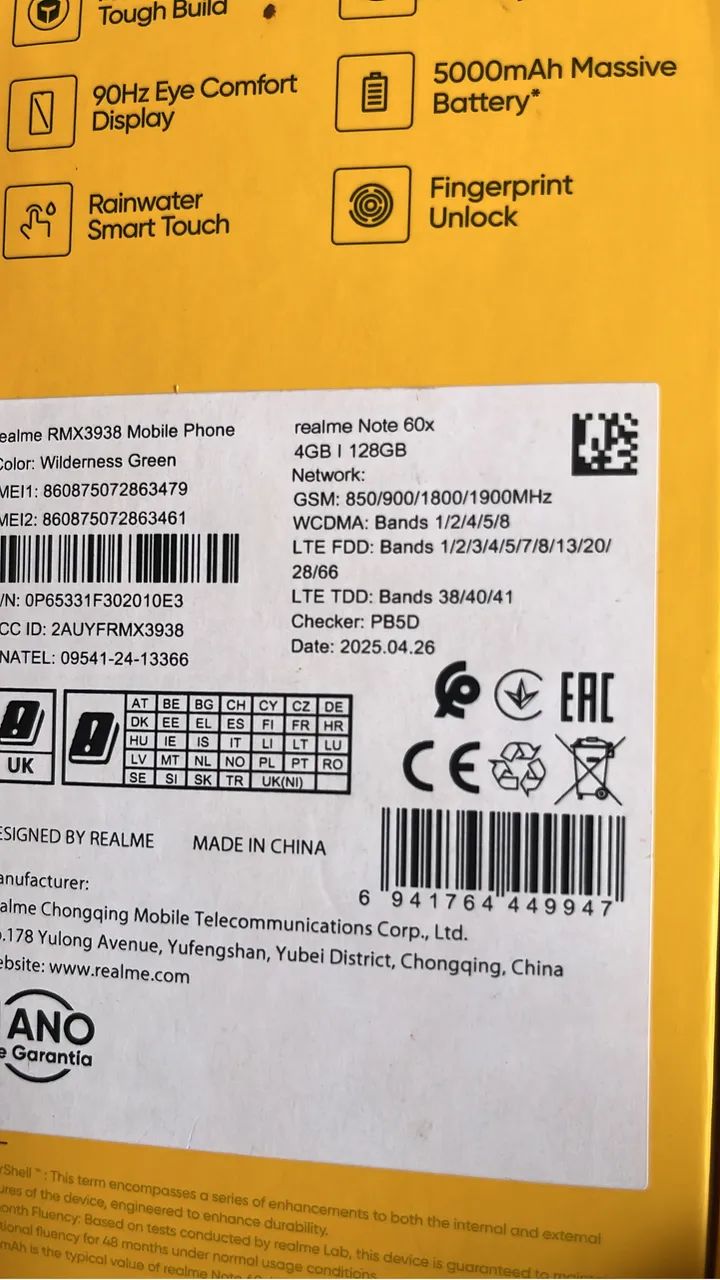 Tough Build
90Hz Eye Comfort
Display
5000mAh Massive
Battery*
Rainwater
Smart Touch
Fingerprint
Unlock
ealme RMX3938 Mobile Phone
Color: Wilderness Green
MEI1: 860875072863479
MEI2: 860875072863461
/N: 0P65331F302010E3
CC ID: 2AUYFRMX3938
NATEL: 09541-24-13366
realme Note 60x
4GB I 128GB
Network:
GSM: 850/900/1800/1900MHz
WCDMA: Bands 1/2/4/5/8
LTE FDD: Bands 1/2/3/4/5/7/8/13/20/
28/66
LTE TDD: Bands 38/40/41
Checker: PB5D
Date: 2025.04.26
EAC
CE
UK
AT BE BG CH CY CZ DE
DK EE EL ES FI FR HR
HU IE IS IT LI LT LU
LV MT NL NO PL PT RO
SE SI SK TR UK(NI)
ESIGNED BY REALME MADE IN CHINA
6 941764 449947
anufacturer:
alme Chongqing Mobile Telecommunications Corp., Ltd.
.178 Yulong Avenue, Yufengshan, Yubei District, Chongqing, China
ebsite: www.realme.com
ANO
e Garantía
rShell ™: This term encompasses a series of enhancements to both the internal and external
ures of the device, engineered to enhance durability.
onth Fluency: Based on tests conducted by realme Lab, this device is guaranteed to
tional fluency for 48 months under normal usage conditions.
mAh is the typical value of realme Note